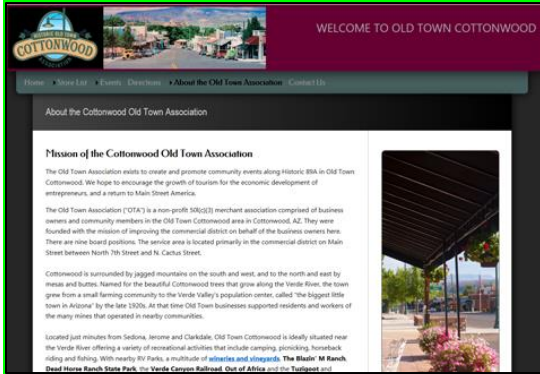 HISTORIC OLD TOWN
COTTONWOOD
ASSOCIATION
WELCOME TO OLD TOWN COTTONWOOD
Home Store List Events Directions About the Old Town Association Contact Us
About the Cottonwood Old Town Association
Mission of the Cottonwood Old Town Association
The Old Town Association exists to create and promote community events along Historic 89A in Old Town
Cottonwood. We hope to encourage the growth of tourism for the economic development of
entrepreneurs, and a return to Main Street America.
The Old Town Association ("OTA") is a non-profit 501(c)(3) merchant association comprised of business
owners and community members in the Old Town Cottonwood area in Cottonwood, AZ. They were
founded with the mission of improving the commercial district on behalf of the business owners here.
There are nine board positions. The service area is located primarily in the commercial district on Main
Street between North 7th Street and N. Cactus Street.
Cottonwood is surrounded by jagged mountains on the south and west, and to the north and east by
mesas and buttes. Named for the beautiful Cottonwood trees that grow along the Verde River, the town
grew from a small farming community to the Verde Valley's population center, called "the biggest little
town in Arizona" by the late 1920s. At that time Old Town businesses supported residents and workers of
the many mines that operated in nearby communities.
Located just minutes from Sedona, Jerome and Clarkdale, Old Town Cottonwood is ideally situated near
the Verde River offering a variety of recreational activities that include camping, picnicking, horseback
riding and fishing. With nearby RV Parks, a multitude of wineries and vineyards, The Blazin' M Ranch,
Dead Horse Ranch State Park, the Verde Canyon Railroad, Out of Africa and the Tuzigoot and